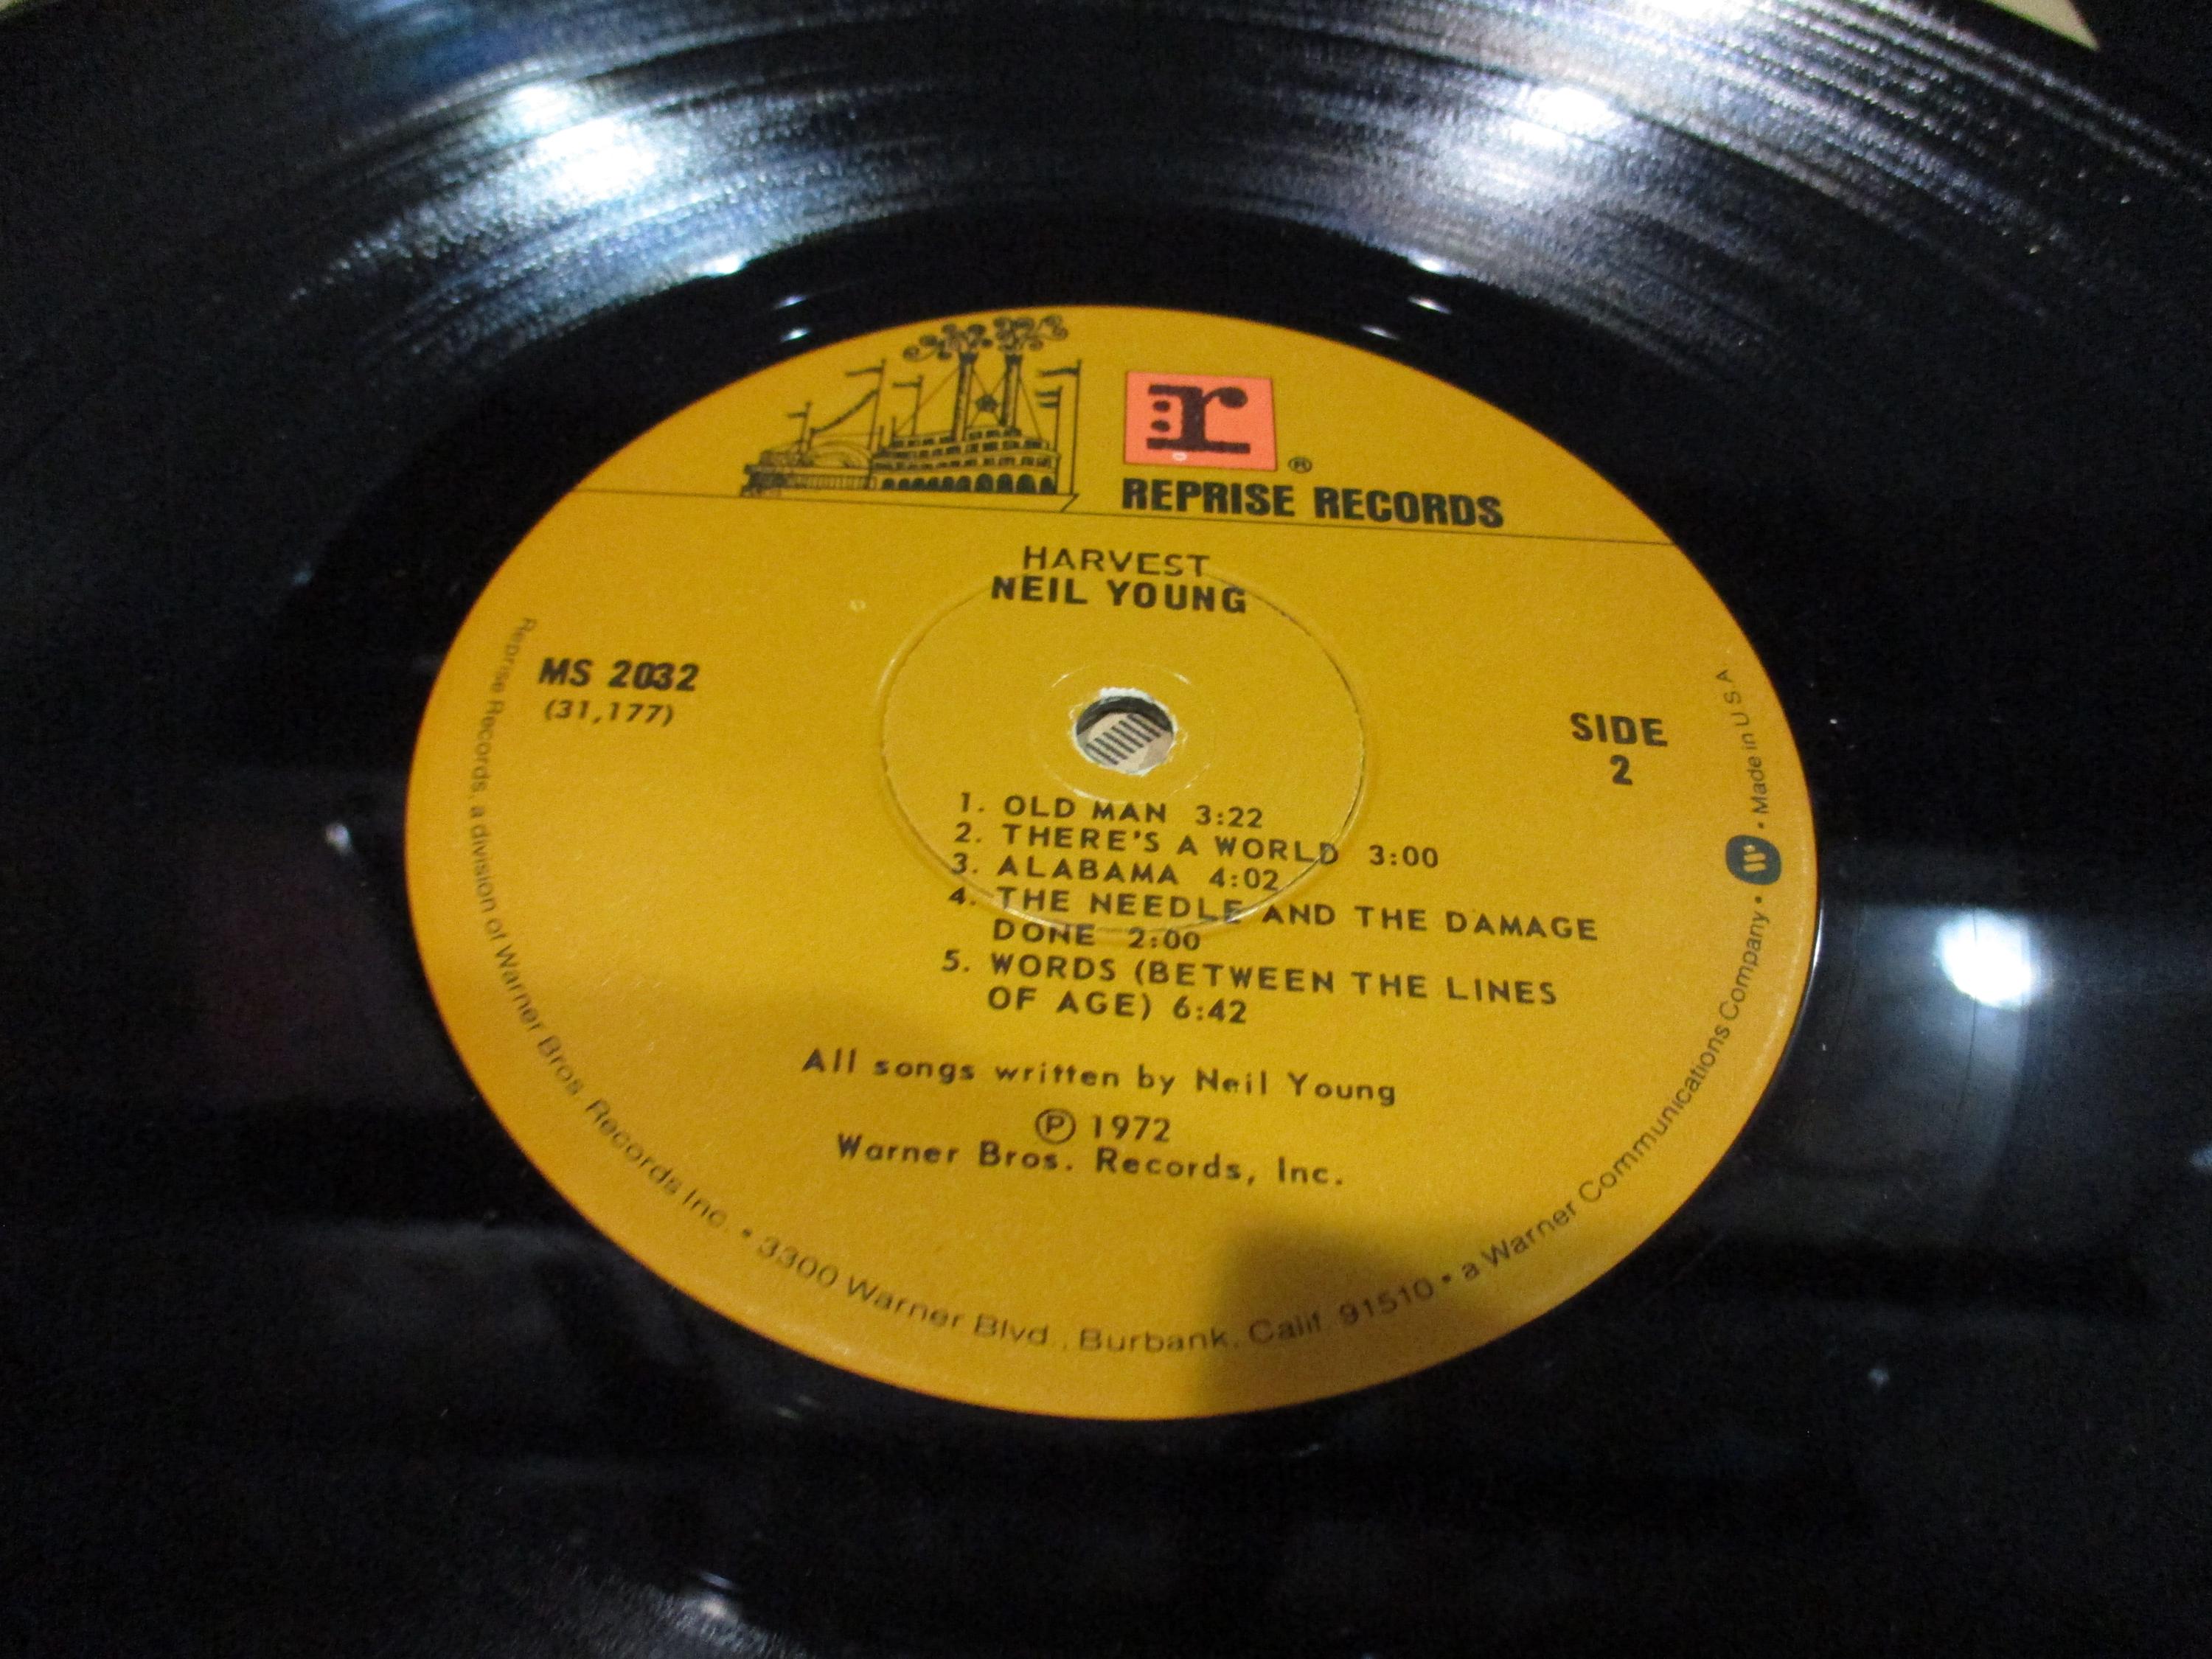 r
®
REPRISE RECORDS
HARVEST
NEIL YOUNG
MS 2032
(31,177)
SIDE
2
1. OLD MAN 3:22
2. THERE'S A WORLD 3:00
3. ALABAMA 4:02
4. THE NEEDLE AND THE DAMAGE
DONE 2:00
5. WORDS (BETWEEN THE LINES
OF AGE) 6:42
All songs written by Neil Young
Ⓟ 1972
Warner Bros. Records, Inc.
Reprise Records, a division of Warner Bros. Records Inc. • 3300 Warner Blvd., Burbank, Calif. 91510 • a Warner Communications Company • W • Made in U.S.A